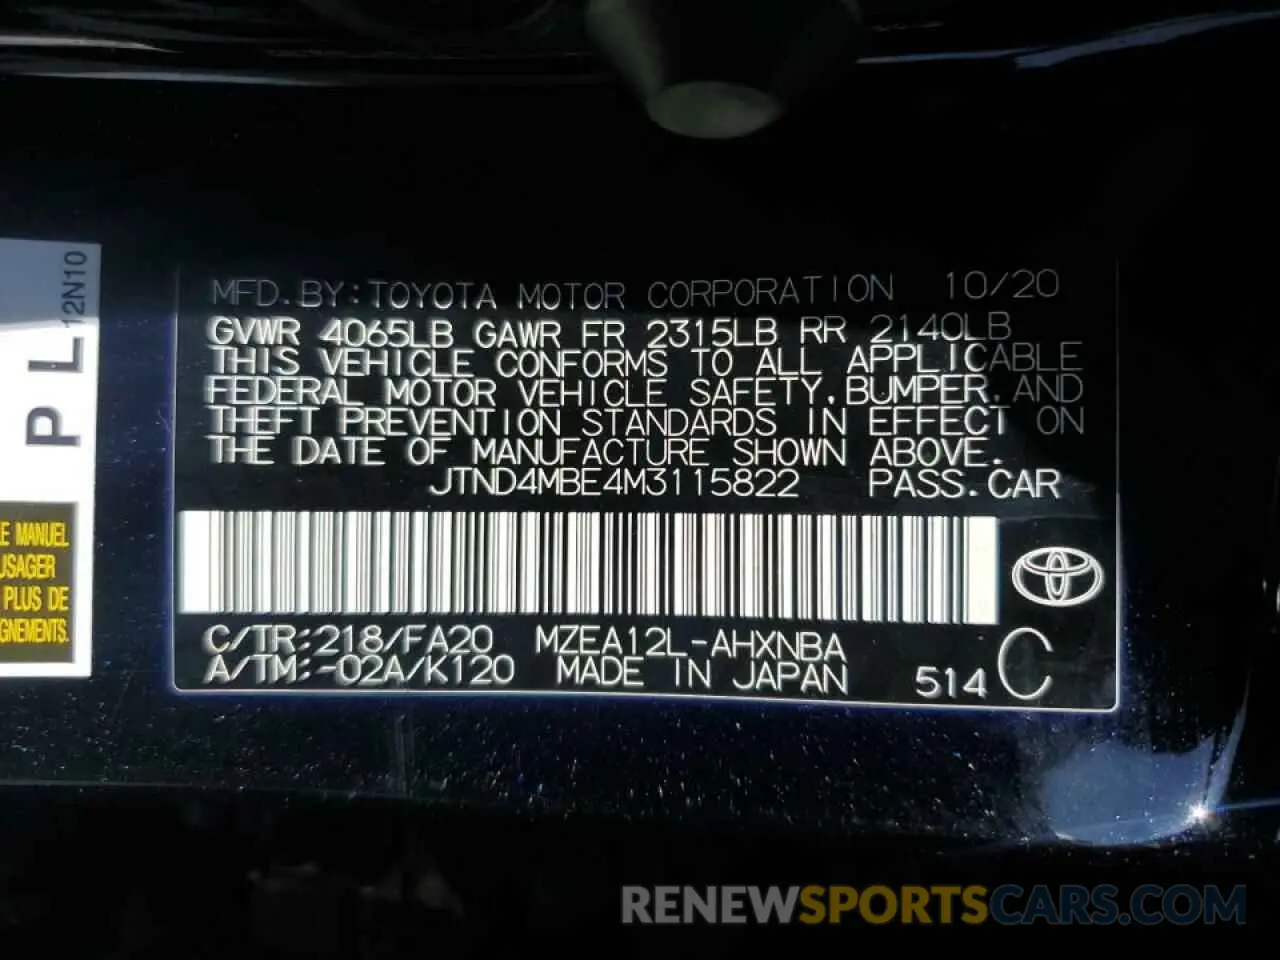 MFD. BY: TOYOTA MOTOR CORPORATION 10/20
GVWR 4065LB GAWR FR 2315LB RR 2140LB
THIS VEHICLE CONFORMS TO ALL APPLICABLE
FEDERAL MOTOR VEHICLE SAFETY, BUMPER, AND
THEFT PREVENTION STANDARDS IN EFFECT ON
THE DATE OF MANUFACTURE SHOWN ABOVE.
JTND4MBE4M3115822 PASS.CAR
C/TR:218/FA20 MZEA12L-AHXNBA
A/TM:-02A/K120 MADE IN JAPAN 514 C
P L 12N10
E MANUEL
USAGER
PLUS DE
GNEMENTS.
RENEWSPORTSCARS.COM